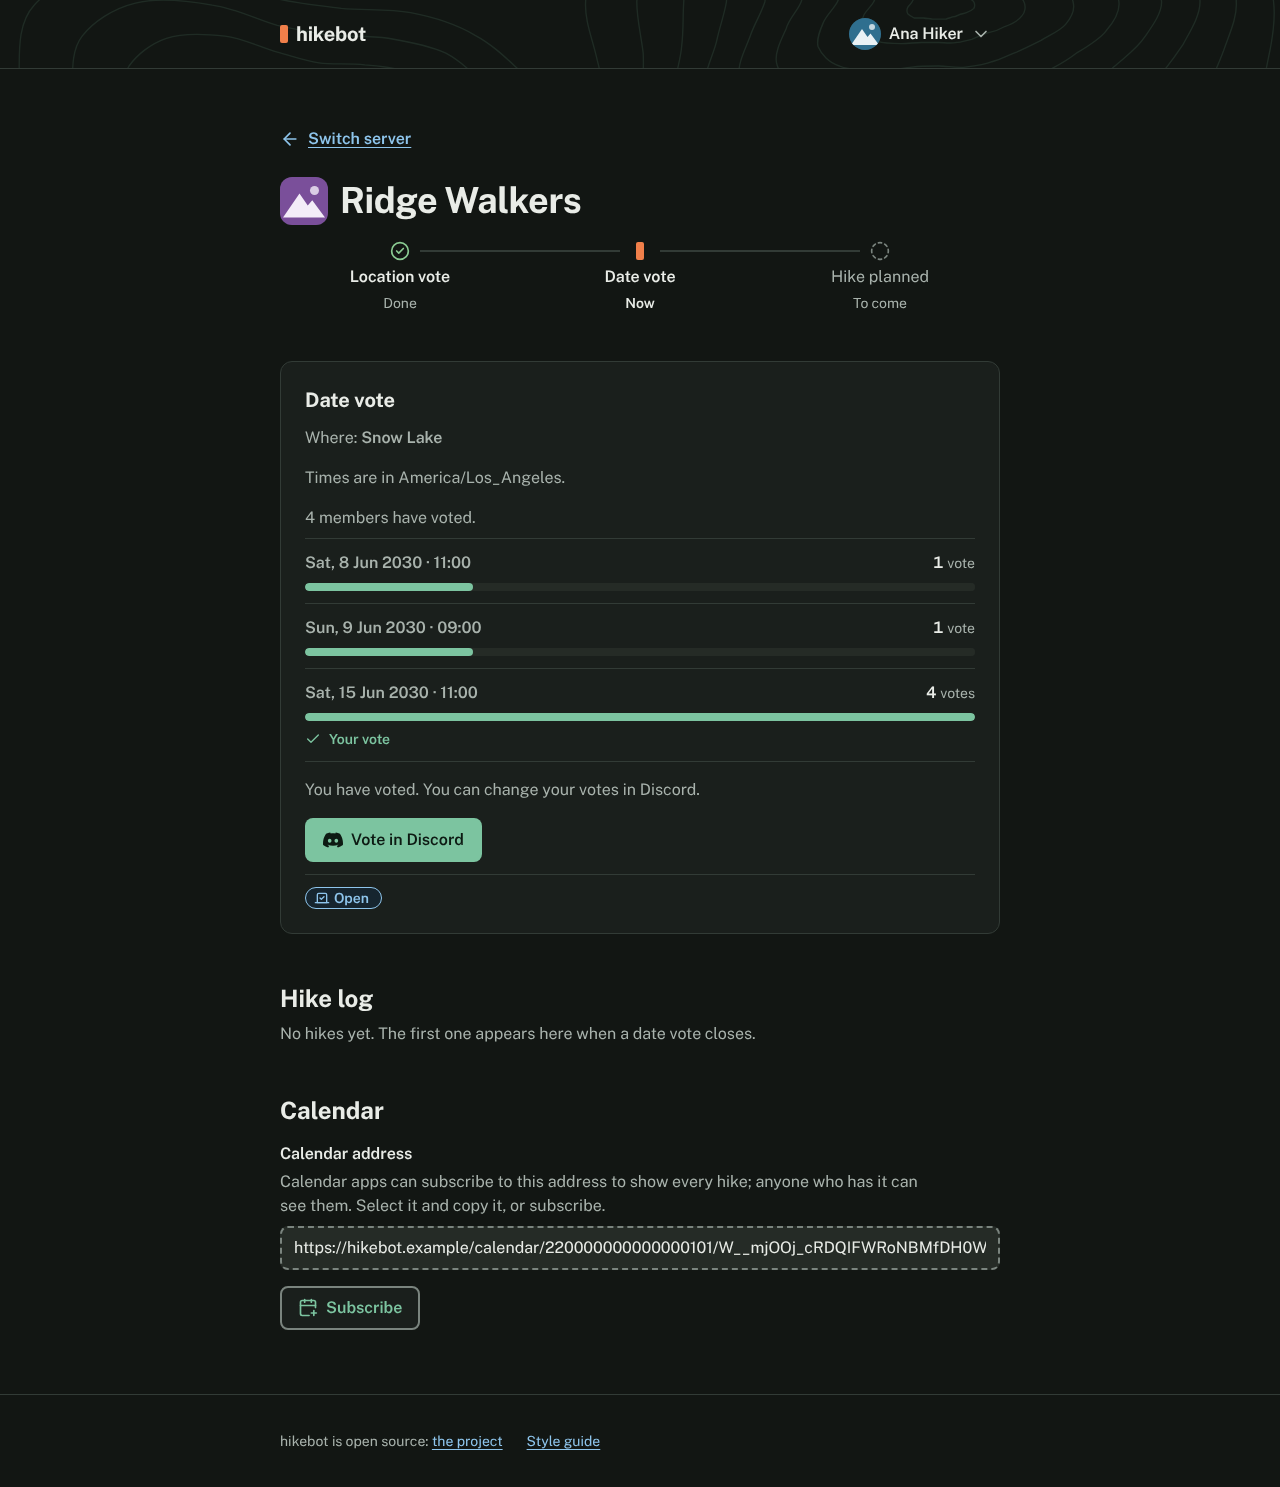 hikebot
Ana Hiker
Switch server
Ridge Walkers
Location vote
Done
Date vote
Now
Hike planned
To come
Date vote
Where: Snow Lake
Times are in America/Los_Angeles.
4 members have voted.
Sat, 8 Jun 2030 · 11:00
1 vote
Sun, 9 Jun 2030 · 09:00
1 vote
Sat, 15 Jun 2030 · 11:00
4 votes
Your vote
You have voted. You can change your votes in Discord.
Vote in Discord
Open
Hike log
No hikes yet. The first one appears here when a date vote closes.
Calendar
Calendar address
Calendar apps can subscribe to this address to show every hike; anyone who has it can
see them. Select it and copy it, or subscribe.
https://hikebot.example/calendar/220000000000000101/W__mjOOj_cRDQIFWRoNBMfDH0W
Subscribe
hikebot is open source: the project
Style guide